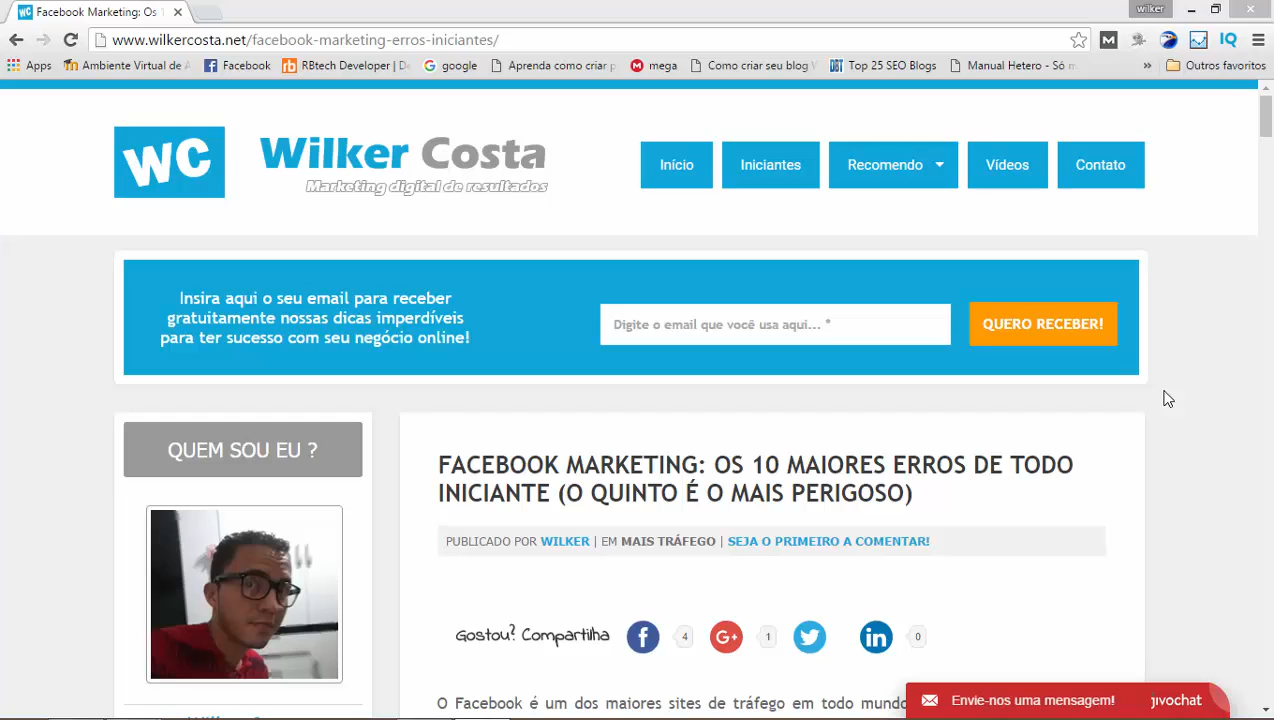 Facebook Marketing: Os 1
wilker
www.wilkercosta.net/facebook-marketing-erros-iniciantes/
M
IQ
Apps
Ambiente Virtual de A
Facebook
RBtech Developer | De
google
Aprenda como criar p
mega
Como criar seu blog W
DBT Top 25 SEO Blogs
Manual Hetero - Só m
»
Outros favoritos
WC
Wilker Costa
Marketing digital de resultados
Início
Iniciantes
Recomendo
Vídeos
Contato
Insira aqui o seu email para receber
gratuitamente nossas dicas imperdíveis
para ter sucesso com seu negócio online!
Digite o email que você usa aqui... *
QUERO RECEBER!
QUEM SOU EU ?
FACEBOOK MARKETING: OS 10 MAIORES ERROS DE TODO
INICIANTE (O QUINTO É O MAIS PERIGOSO)
PUBLICADO POR WILKER | EM MAIS TRÁFEGO | SEJA O PRIMEIRO A COMENTAR!
Gostou? Compartilha
4
G+
1
in
0
O Facebook é um dos maiores sites de tráfego em todo mundo
Envie-nos uma mensagem!
jivochat